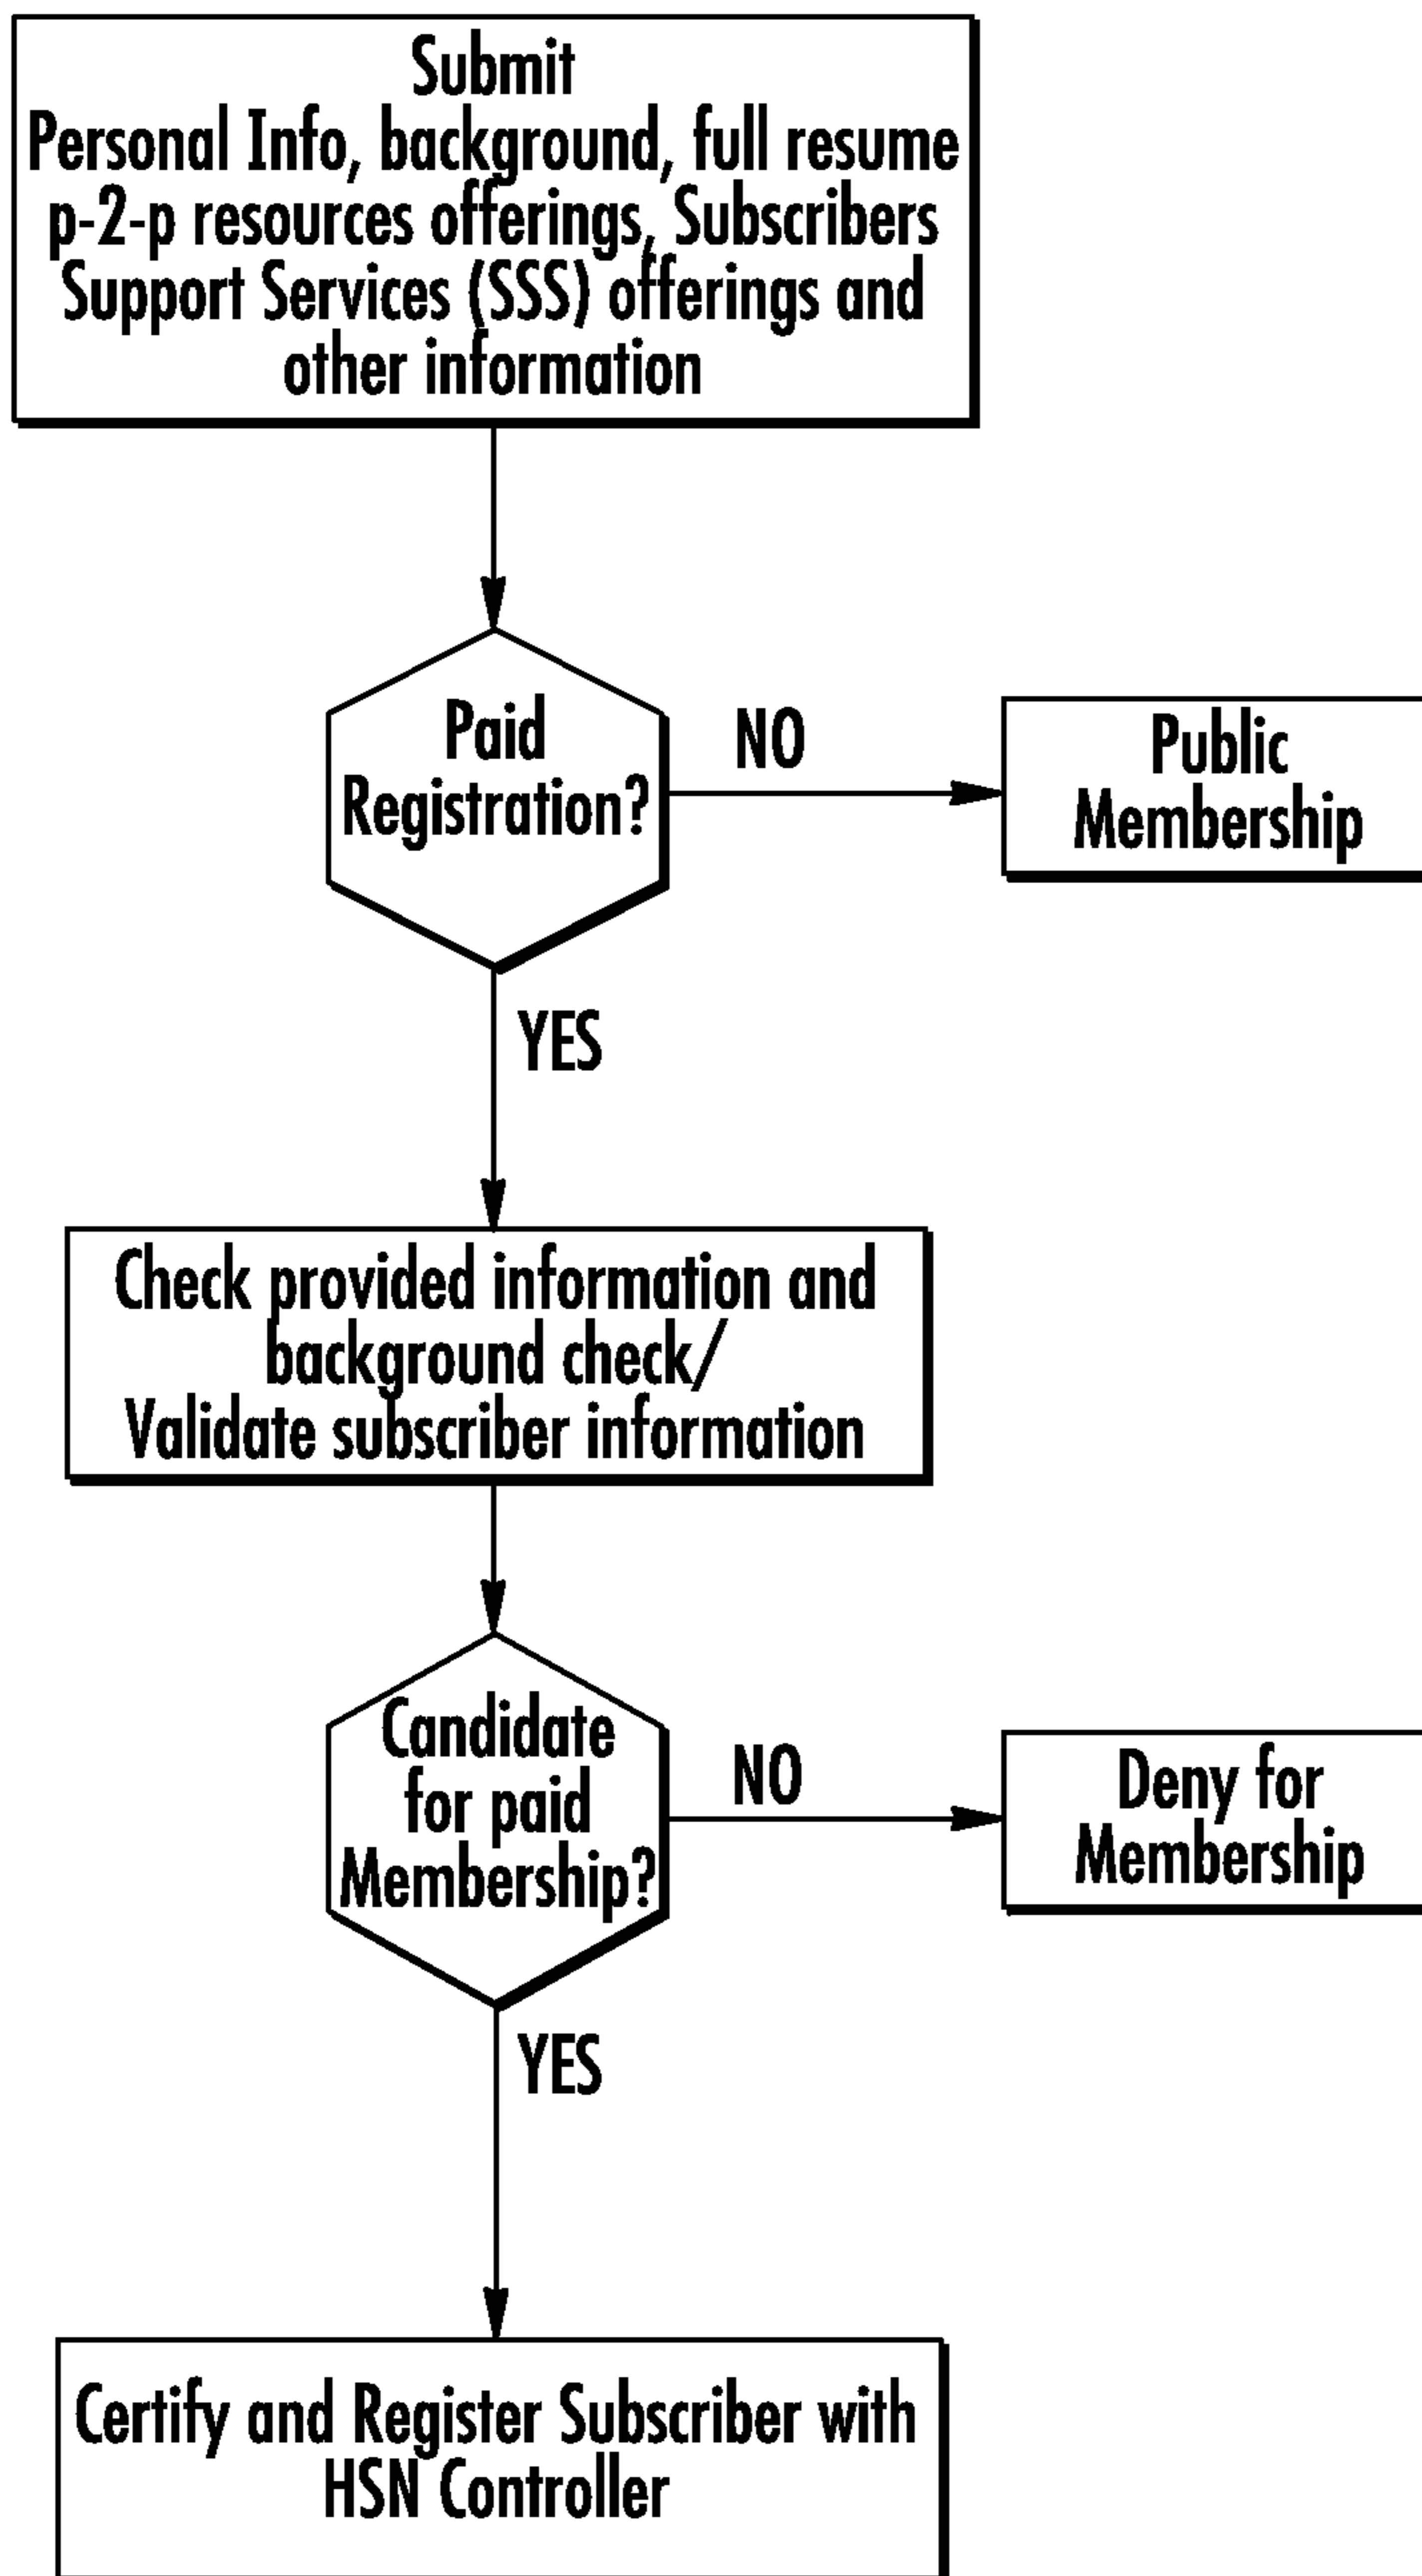 Submit
Personal Info, background, full resume
p-2-p resources offerings, Subscribers
Support Services (SSS) offerings and
other information
Paid
Registration?
NO
Public
Membership
YES
Check provided information and
background check/
Validate subscriber information
Candidate
for paid
Membership?
NO
Deny for
Membership
YES
Certify and Register Subscriber with
HSN Controller